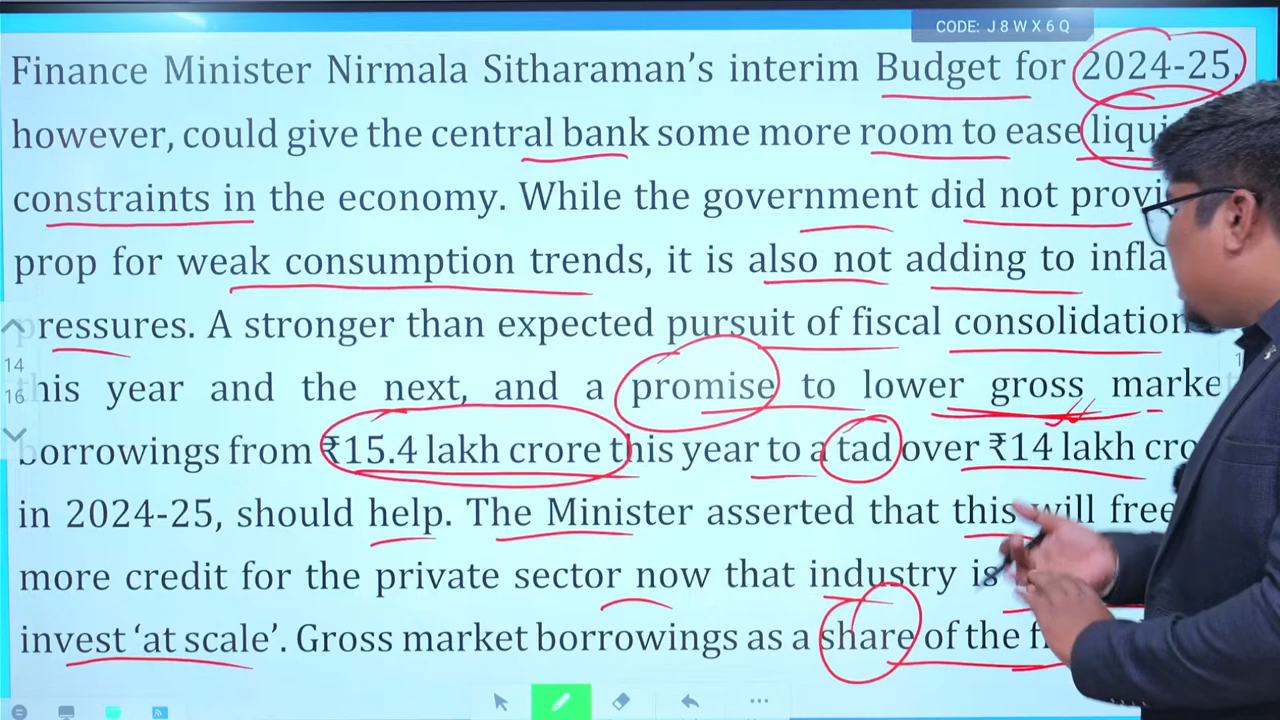 CODE: J 8 W X 6 Q
Finance Minister Nirmala Sitharaman’s interim Budget for 2024-25,
however, could give the central bank some more room to ease
constraints in the economy. While the government did not
prop for weak consumption trends, it is also not adding to
pressures. A stronger than expected pursuit of fiscal consolidation
14
this year and the next, and a promise to lower gross
16
borrowings from ₹15.4 lakh crore this year to a tad over ₹14 lakh
in 2024-25, should help. The Minister asserted that this will free
more credit for the private sector now that industry is
invest ‘at scale’. Gross market borrowings as a share of the